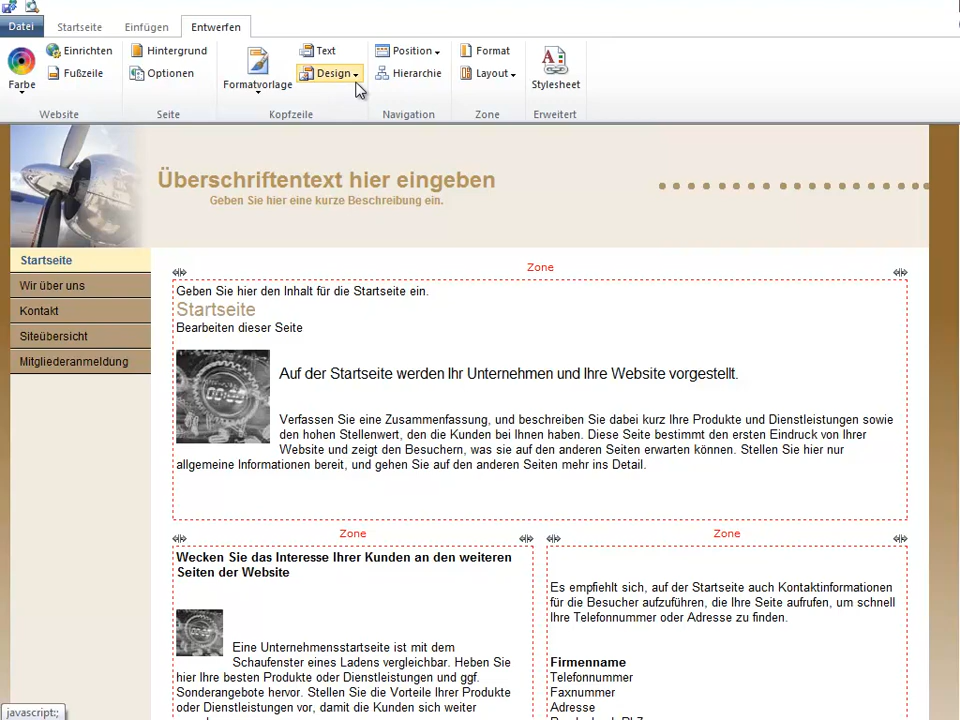 Datei Startseite Einfügen Entwerfen
Farbe Einrichten Fußzeile Hintergrund Optionen Formatvorlage Text Design Position Hierarchie Format Layout Stylesheet
Website Seite Kopfzeile Navigation Zone Erweitert
Überschriftentext hier eingeben
Geben Sie hier eine kurze Beschreibung ein.
Startseite
Wir über uns
Kontakt
Siteübersicht
Mitgliederanmeldung
Zone
Geben Sie hier den Inhalt für die Startseite ein.
Startseite
Bearbeiten dieser Seite
Auf der Startseite werden Ihr Unternehmen und Ihre Website vorgestellt.
Verfassen Sie eine Zusammenfassung, und beschreiben Sie dabei kurz Ihre Produkte und Dienstleistungen sowie
den hohen Stellenwert, den die Kunden bei Ihnen haben. Diese Seite bestimmt den ersten Eindruck von Ihrer
Website und zeigt den Besuchern, was sie auf den anderen Seiten erwarten können. Stellen Sie hier nur
allgemeine Informationen bereit, und gehen Sie auf den anderen Seiten mehr ins Detail.
Zone
Wecken Sie das Interesse Ihrer Kunden an den weiteren
Seiten der Website
Eine Unternehmensstartseite ist mit dem
Schaufenster eines Ladens vergleichbar. Heben Sie
hier Ihre besten Produkte oder Dienstleistungen und ggf.
Sonderangebote hervor. Stellen Sie die Vorteile Ihrer Produkte
oder Dienstleistungen vor, damit die Kunden sich weiter
Zone
Es empfiehlt sich, auf der Startseite auch Kontaktinformationen
für die Besucher aufzuführen, die Ihre Seite aufrufen, um schnell
Ihre Telefonnummer oder Adresse zu finden.
Firmenname
Telefonnummer
Faxnummer
Adresse
javascript:;